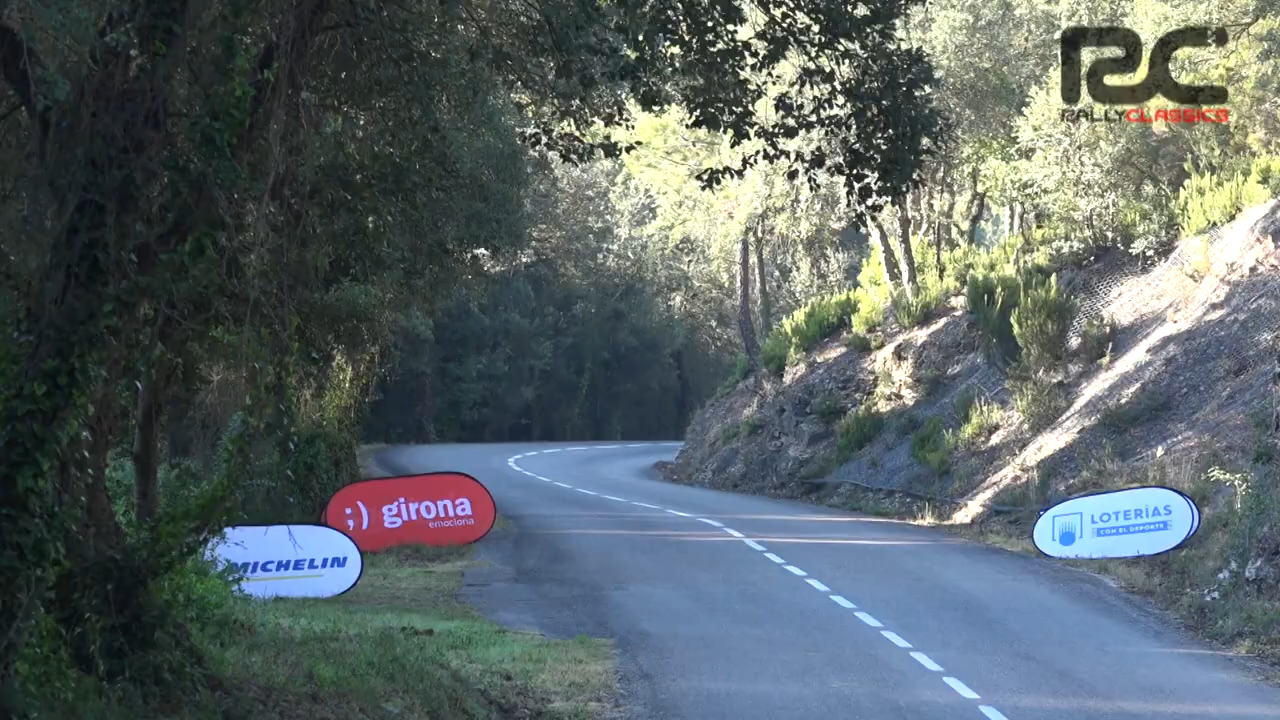 RC
RALLYCLASSICS
;) girona
emociona
MICHELIN
LOTERÍAS
CON EL DEPORTE